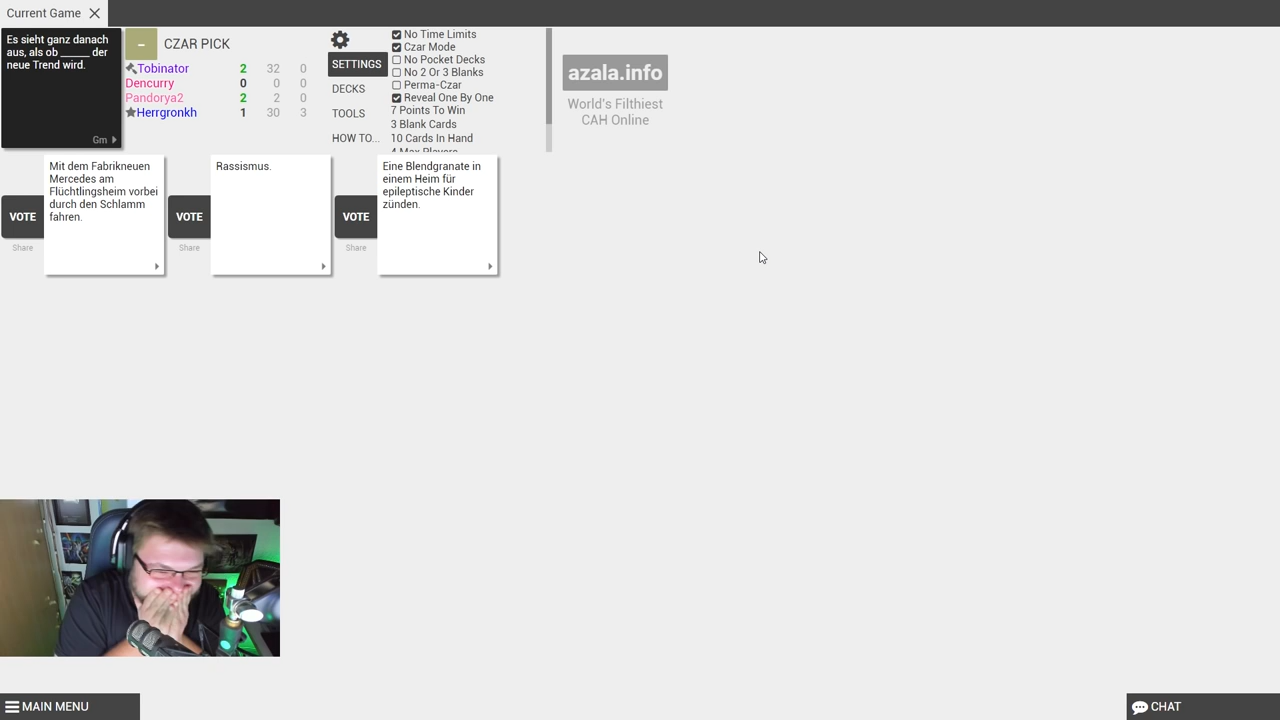 Current Game
Es sieht ganz danach
aus, als ob ______ der
neue Trend wird.
Gm
-
CZAR PICK
Tobinator 2 32 0
Dencurry 0 0 0
Pandorya2 2 2 0
Herrgronkh 1 30 3
SETTINGS
DECKS
TOOLS
HOW TO...
No Time Limits
Czar Mode
No Pocket Decks
No 2 Or 3 Blanks
Perma-Czar
Reveal One By One
7 Points To Win
3 Blank Cards
10 Cards In Hand
4 Max Players
azala.info
World's Filthiest
CAH Online
VOTE
Share
Mit dem Fabrikneuen
Mercedes am
Flüchtlingsheim vorbei
durch den Schlamm
fahren.
VOTE
Share
Rassismus.
VOTE
Share
Eine Blendgranate in
einem Heim für
epileptische Kinder
zünden.
MAIN MENU
CHAT